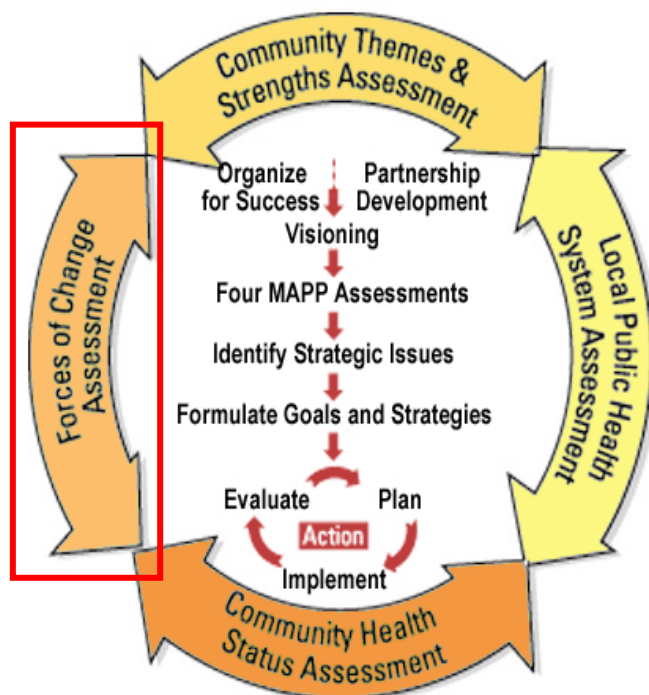 Community Themes &
Strengths Assessment
Organize
for Success
Partnership
Development
Visioning
Four MAPP Assessments
Identify Strategic Issues
Formulate Goals and Strategies
Evaluate
Plan
Action
Implement
Forces of Change
Assessment
Local Public Health
System Assessment
Community Health
Status Assessment